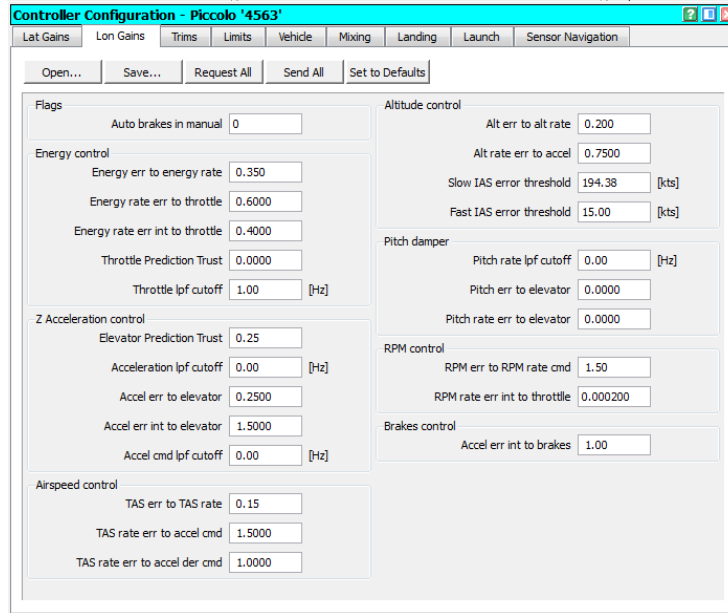 Controller Configuration - Piccolo '4563'
Lat Gains Lon Gains Trims Limits Vehicle Mixing Landing Launch Sensor Navigation
Open... Save... Request All Send All Set to Defaults
Flags
Auto brakes in manual 0
Energy control
Energy err to energy rate 0.350
Energy rate err to throttle 0.6000
Energy rate err int to throttle 0.4000
Throttle Prediction Trust 0.0000
Throttle lpf cutoff 1.00 [Hz]
Z Acceleration control
Elevator Prediction Trust 0.25
Acceleration lpf cutoff 0.00 [Hz]
Accel err to elevator 0.2500
Accel err int to elevator 1.5000
Accel cmd lpf cutoff 0.00 [Hz]
Airspeed control
TAS err to TAS rate 0.15
TAS rate err to accel cmd 1.5000
TAS rate err to accel der cmd 1.0000
Altitude control
Alt err to alt rate 0.200
Alt rate err to accel 0.7500
Slow IAS error threshold 194.38 [kts]
Fast IAS error threshold 15.00 [kts]
Pitch damper
Pitch rate lpf cutoff 0.00 [Hz]
Pitch err to elevator 0.0000
Pitch rate err to elevator 0.0000
RPM control
RPM err to RPM rate cmd 1.50
RPM rate err int to throttlle 0.000200
Brakes control
Accel err int to brakes 1.00